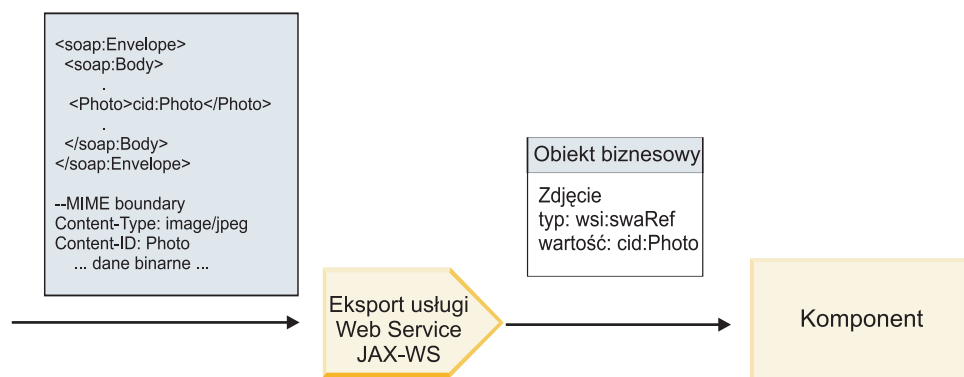 <soap:Envelope>
<soap:Body>
.
<Photo>cid:Photo</Photo>
.
</soap:Body>
</soap:Envelope>
--MIME boundary
Content-Type: image/jpeg
Content-ID: Photo
... dane binarne ...
Obiekt biznesowy
Zdjęcie
typ: wsi:swaRef
wartość: cid:Photo
Eksport usługi
Web Service
JAX-WS
Komponent